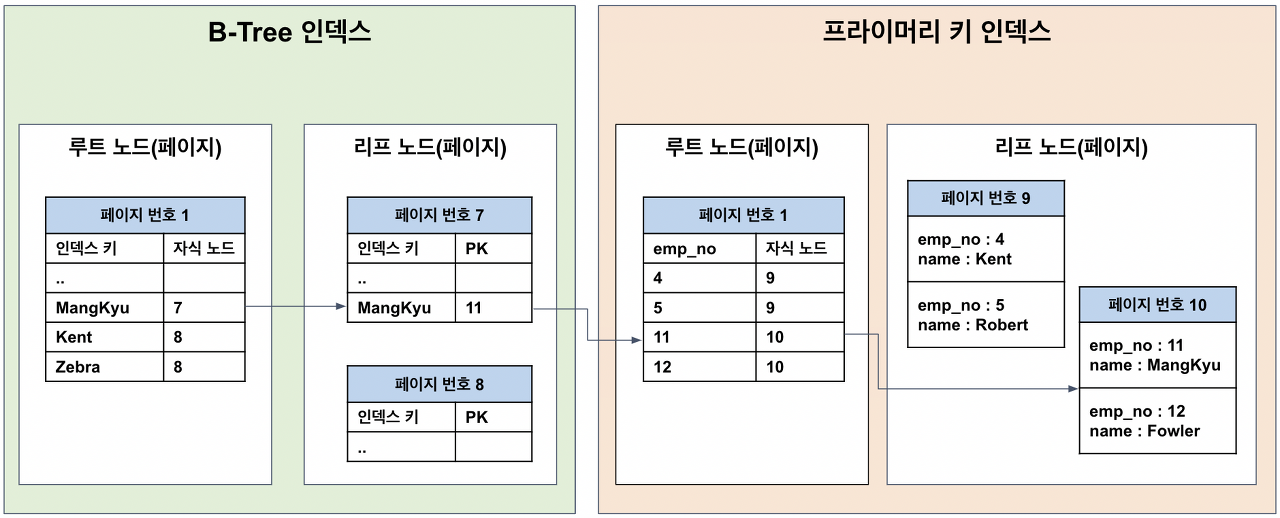 B-Tree 인덱스
루트 노드(페이지)
페이지 번호 1
인덱스 키 자식 노드
..
MangKyu 7
Kent 8
Zebra 8
리프 노드(페이지)
페이지 번호 7
인덱스 키 PK
..
MangKyu 11
페이지 번호 8
인덱스 키 PK
..
프라이머리 키 인덱스
루트 노드(페이지)
페이지 번호 1
emp_no 자식 노드
4 9
5 9
11 10
12 10
리프 노드(페이지)
페이지 번호 9
emp_no : 4
name : Kent
emp_no : 5
name : Robert
페이지 번호 10
emp_no : 11
name : MangKyu
emp_no : 12
name : Fowler